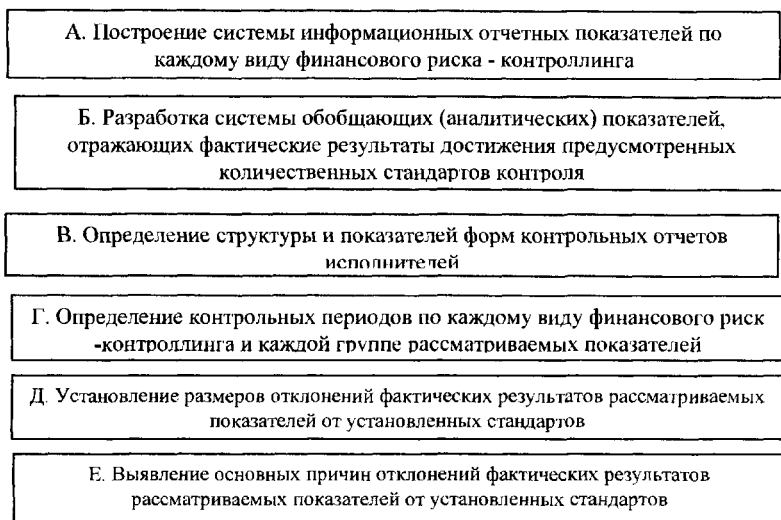 А. Построение системы информационных отчетных показателей по
каждому виду финансового риска - контроллинга
Б. Разработка системы обобщающих (аналитических) показателей,
отражающих фактические результаты достижения предусмотренных
количественных стандартов контроля
В. Определение структуры и показателей форм контрольных отчетов
исполнителей
Г. Определение контрольных периодов по каждому виду финансового риск
-контроллинга и каждой группе рассматриваемых показателей
Д. Установление размеров отклонений фактических результатов рассматриваемых
показателей от установленных стандартов
Е. Выявление основных причин отклонений фактических результатов
рассматриваемых показателей от установленных стандартов